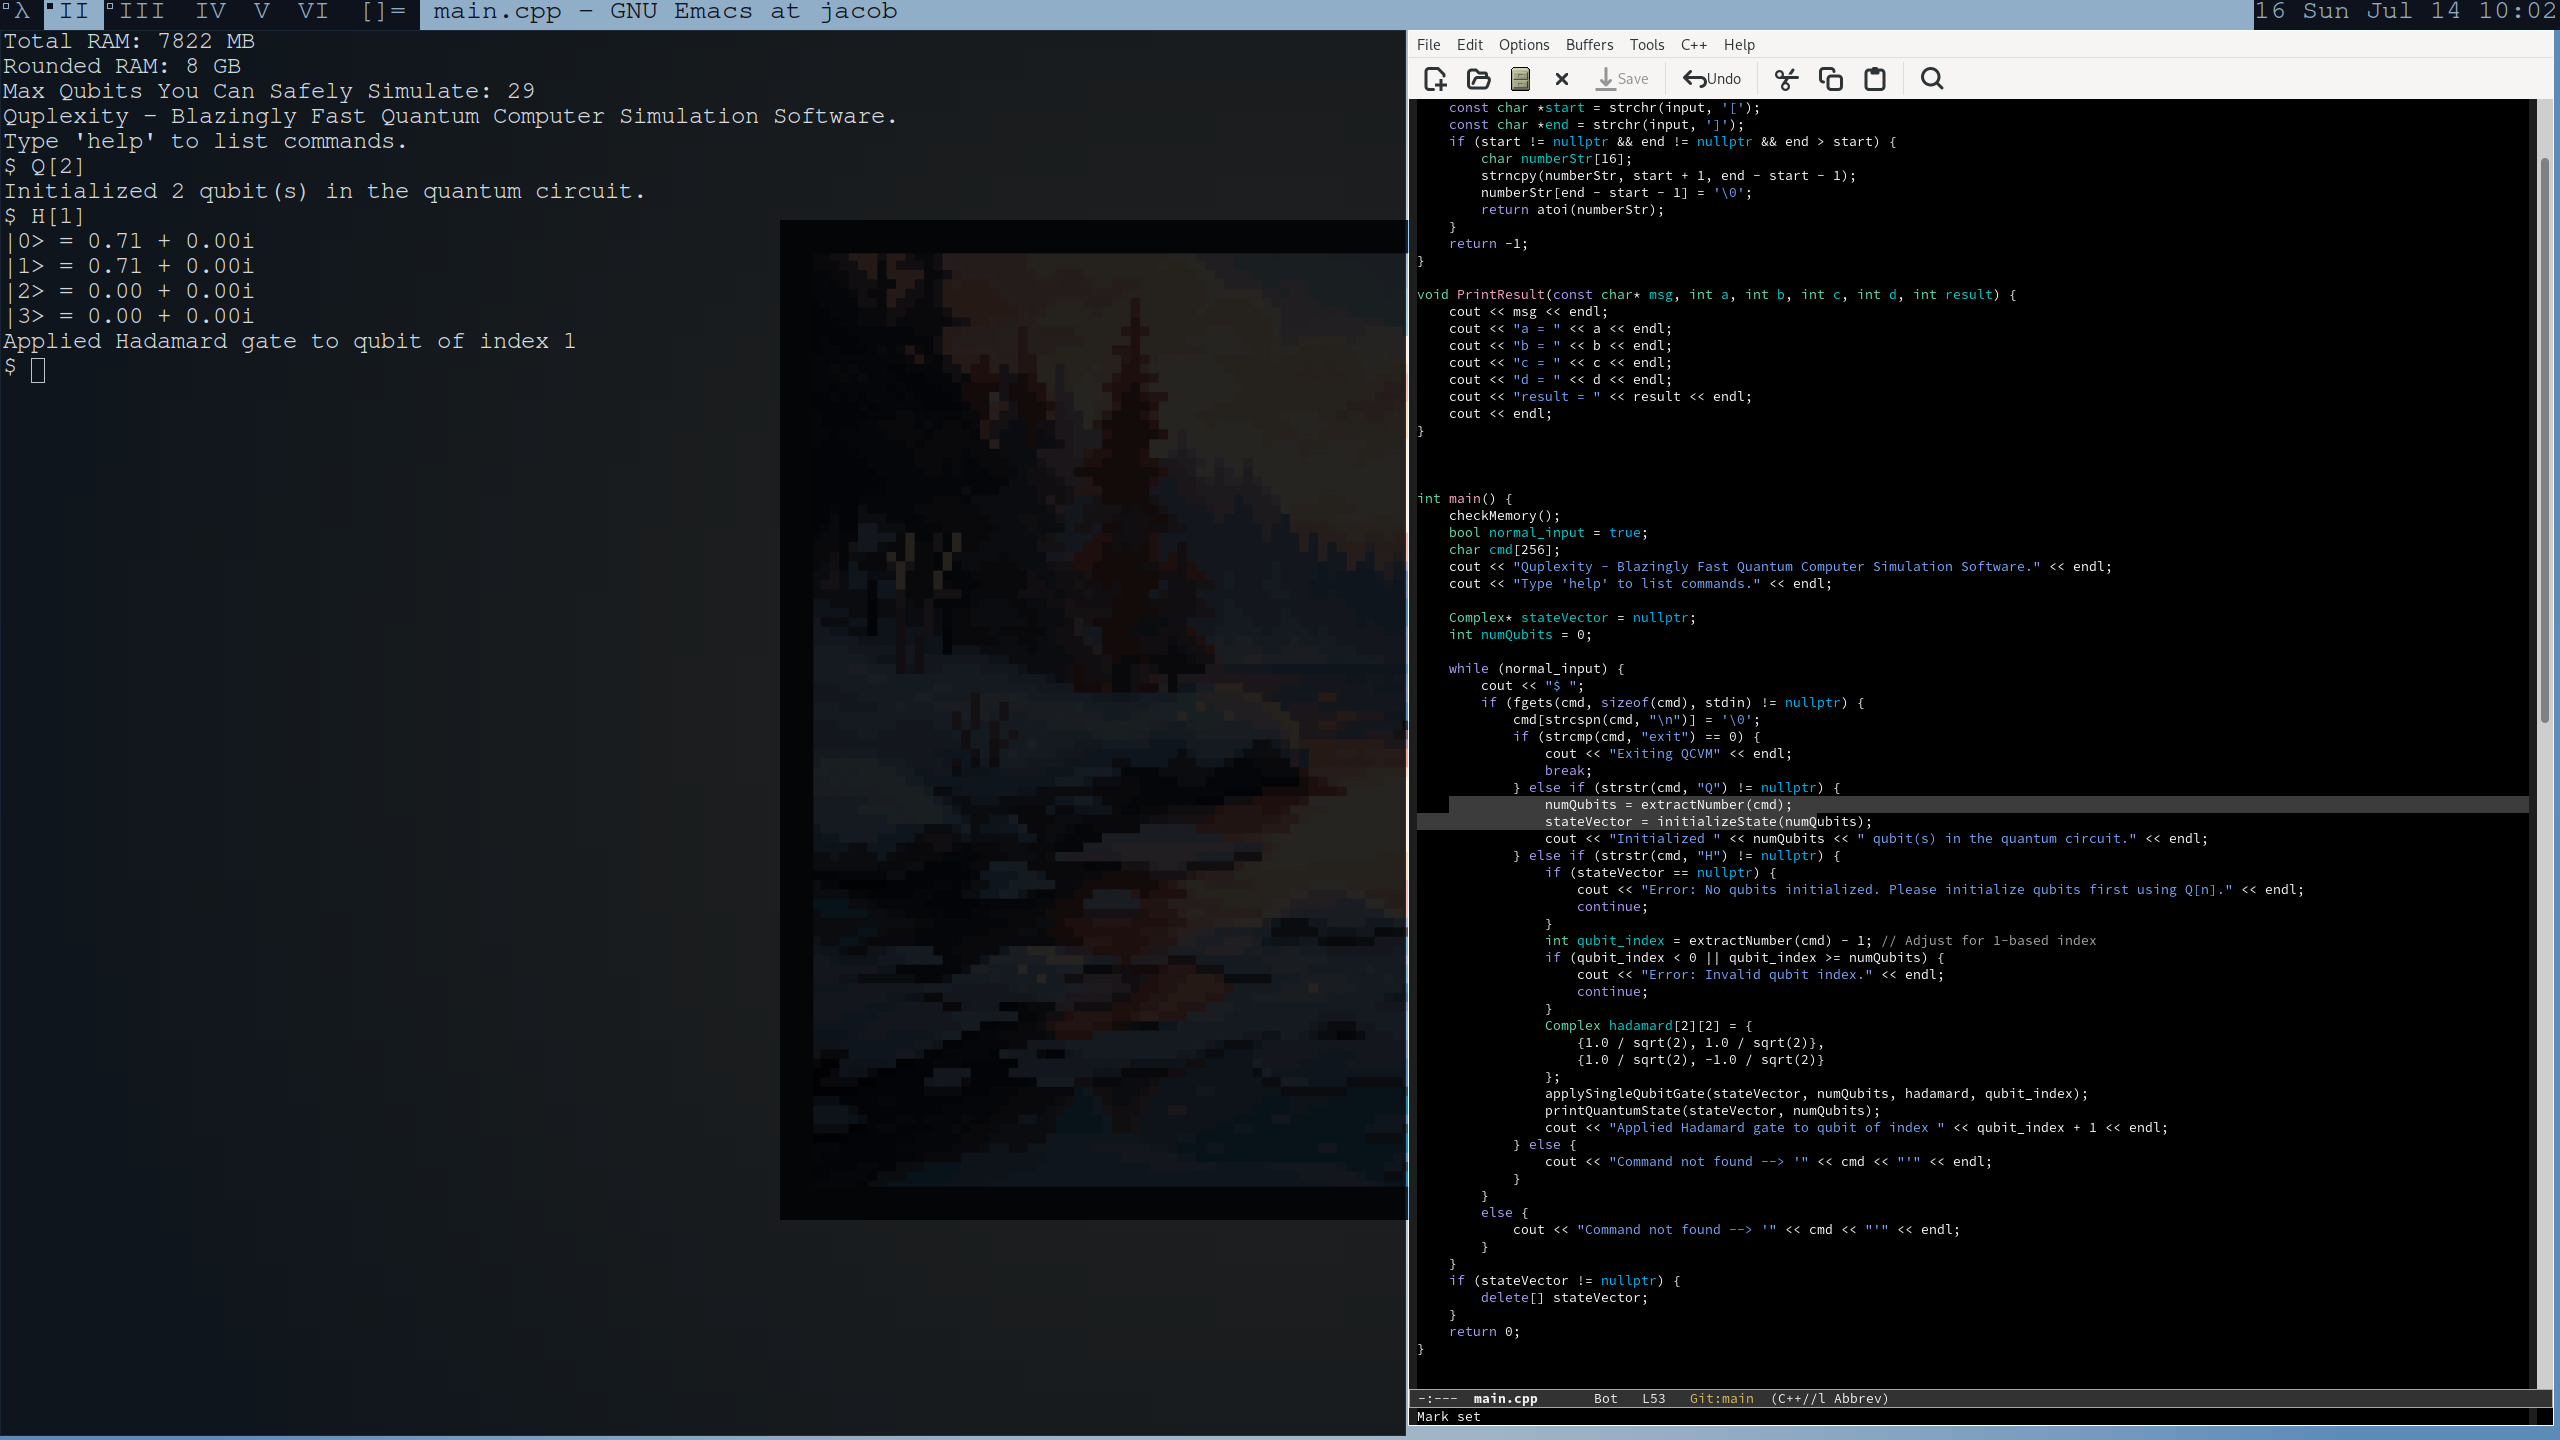 λ II III IV V VI []= main.cpp – GNU Emacs at jacob 16 Sun Jul 14 10:02
Total RAM: 7822 MB
Rounded RAM: 8 GB
Max Qubits You Can Safely Simulate: 29
Quplexity – Blazingly Fast Quantum Computer Simulation Software.
Type 'help' to list commands.
$ Q[2]
Initialized 2 qubit(s) in the quantum circuit.
$ H[1]
|0> = 0.71 + 0.00i
|1> = 0.71 + 0.00i
|2> = 0.00 + 0.00i
|3> = 0.00 + 0.00i
Applied Hadamard gate to qubit of index 1
$
File Edit Options Buffers Tools C++ Help
Save Undo
    const char *start = strchr(input, '[');
    const char *end = strchr(input, ']');
    if (start != nullptr && end != nullptr && end > start) {
        char numberStr[16];
        strncpy(numberStr, start + 1, end - start - 1);
        numberStr[end - start - 1] = '\0';
        return atoi(numberStr);
    }
    return -1;
}
void PrintResult(const char* msg, int a, int b, int c, int d, int result) {
    cout << msg << endl;
    cout << "a = " << a << endl;
    cout << "b = " << b << endl;
    cout << "c = " << c << endl;
    cout << "d = " << d << endl;
    cout << "result = " << result << endl;
    cout << endl;
}
int main() {
    checkMemory();
    bool normal_input = true;
    char cmd[256];
    cout << "Quplexity - Blazingly Fast Quantum Computer Simulation Software." << endl;
    cout << "Type 'help' to list commands." << endl;
    Complex* stateVector = nullptr;
    int numQubits = 0;
    while (normal_input) {
        cout << "$ ";
        if (fgets(cmd, sizeof(cmd), stdin) != nullptr) {
            cmd[strcspn(cmd, "\n")] = '\0';
            if (strcmp(cmd, "exit") == 0) {
                cout << "Exiting QCVM" << endl;
                break;
            } else if (strstr(cmd, "Q") != nullptr) {
                numQubits = extractNumber(cmd);
                stateVector = initializeState(numQubits);
                cout << "Initialized " << numQubits << " qubit(s) in the quantum circuit." << endl;
            } else if (strstr(cmd, "H") != nullptr) {
                if (stateVector == nullptr) {
                    cout << "Error: No qubits initialized. Please initialize qubits first using Q[n]." << endl;
                    continue;
                }
                int qubit_index = extractNumber(cmd) - 1; // Adjust for 1-based index
                if (qubit_index < 0 || qubit_index >= numQubits) {
                    cout << "Error: Invalid qubit index." << endl;
                    continue;
                }
                Complex hadamard[2][2] = {
                    {1.0 / sqrt(2), 1.0 / sqrt(2)},
                    {1.0 / sqrt(2), -1.0 / sqrt(2)}
                };
                applySingleQubitGate(stateVector, numQubits, hadamard, qubit_index);
                printQuantumState(stateVector, numQubits);
                cout << "Applied Hadamard gate to qubit of index " << qubit_index + 1 << endl;
            } else {
                cout << "Command not found --> '" << cmd << "'" << endl;
            }
        }
        else {
            cout << "Command not found --> '" << cmd << "'" << endl;
        }
    }
    if (stateVector != nullptr) {
        delete[] stateVector;
    }
    return 0;
}
-:--- main.cpp Bot L53 Git:main (C++//l Abbrev)
Mark set